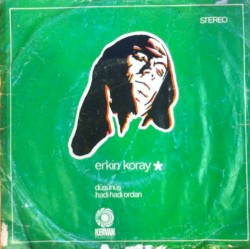 STEREO
erkin koray
düşünüş
hadi hadi ordan
KERVAN